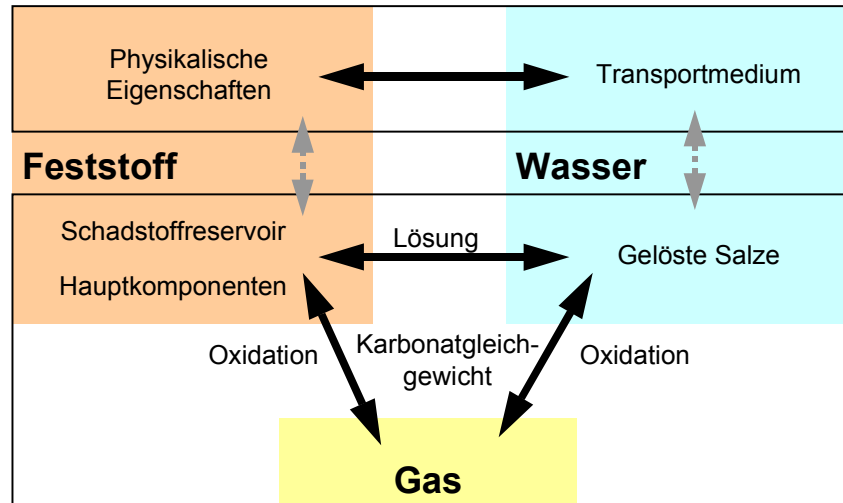 Physikalische
Eigenschaften
Transportmedium
Feststoff
Wasser
Schadstoffreservoir
Hauptkomponenten
Lösung
Gelöste Salze
Oxidation
Karbonatgleich-
gewicht
Oxidation
Gas